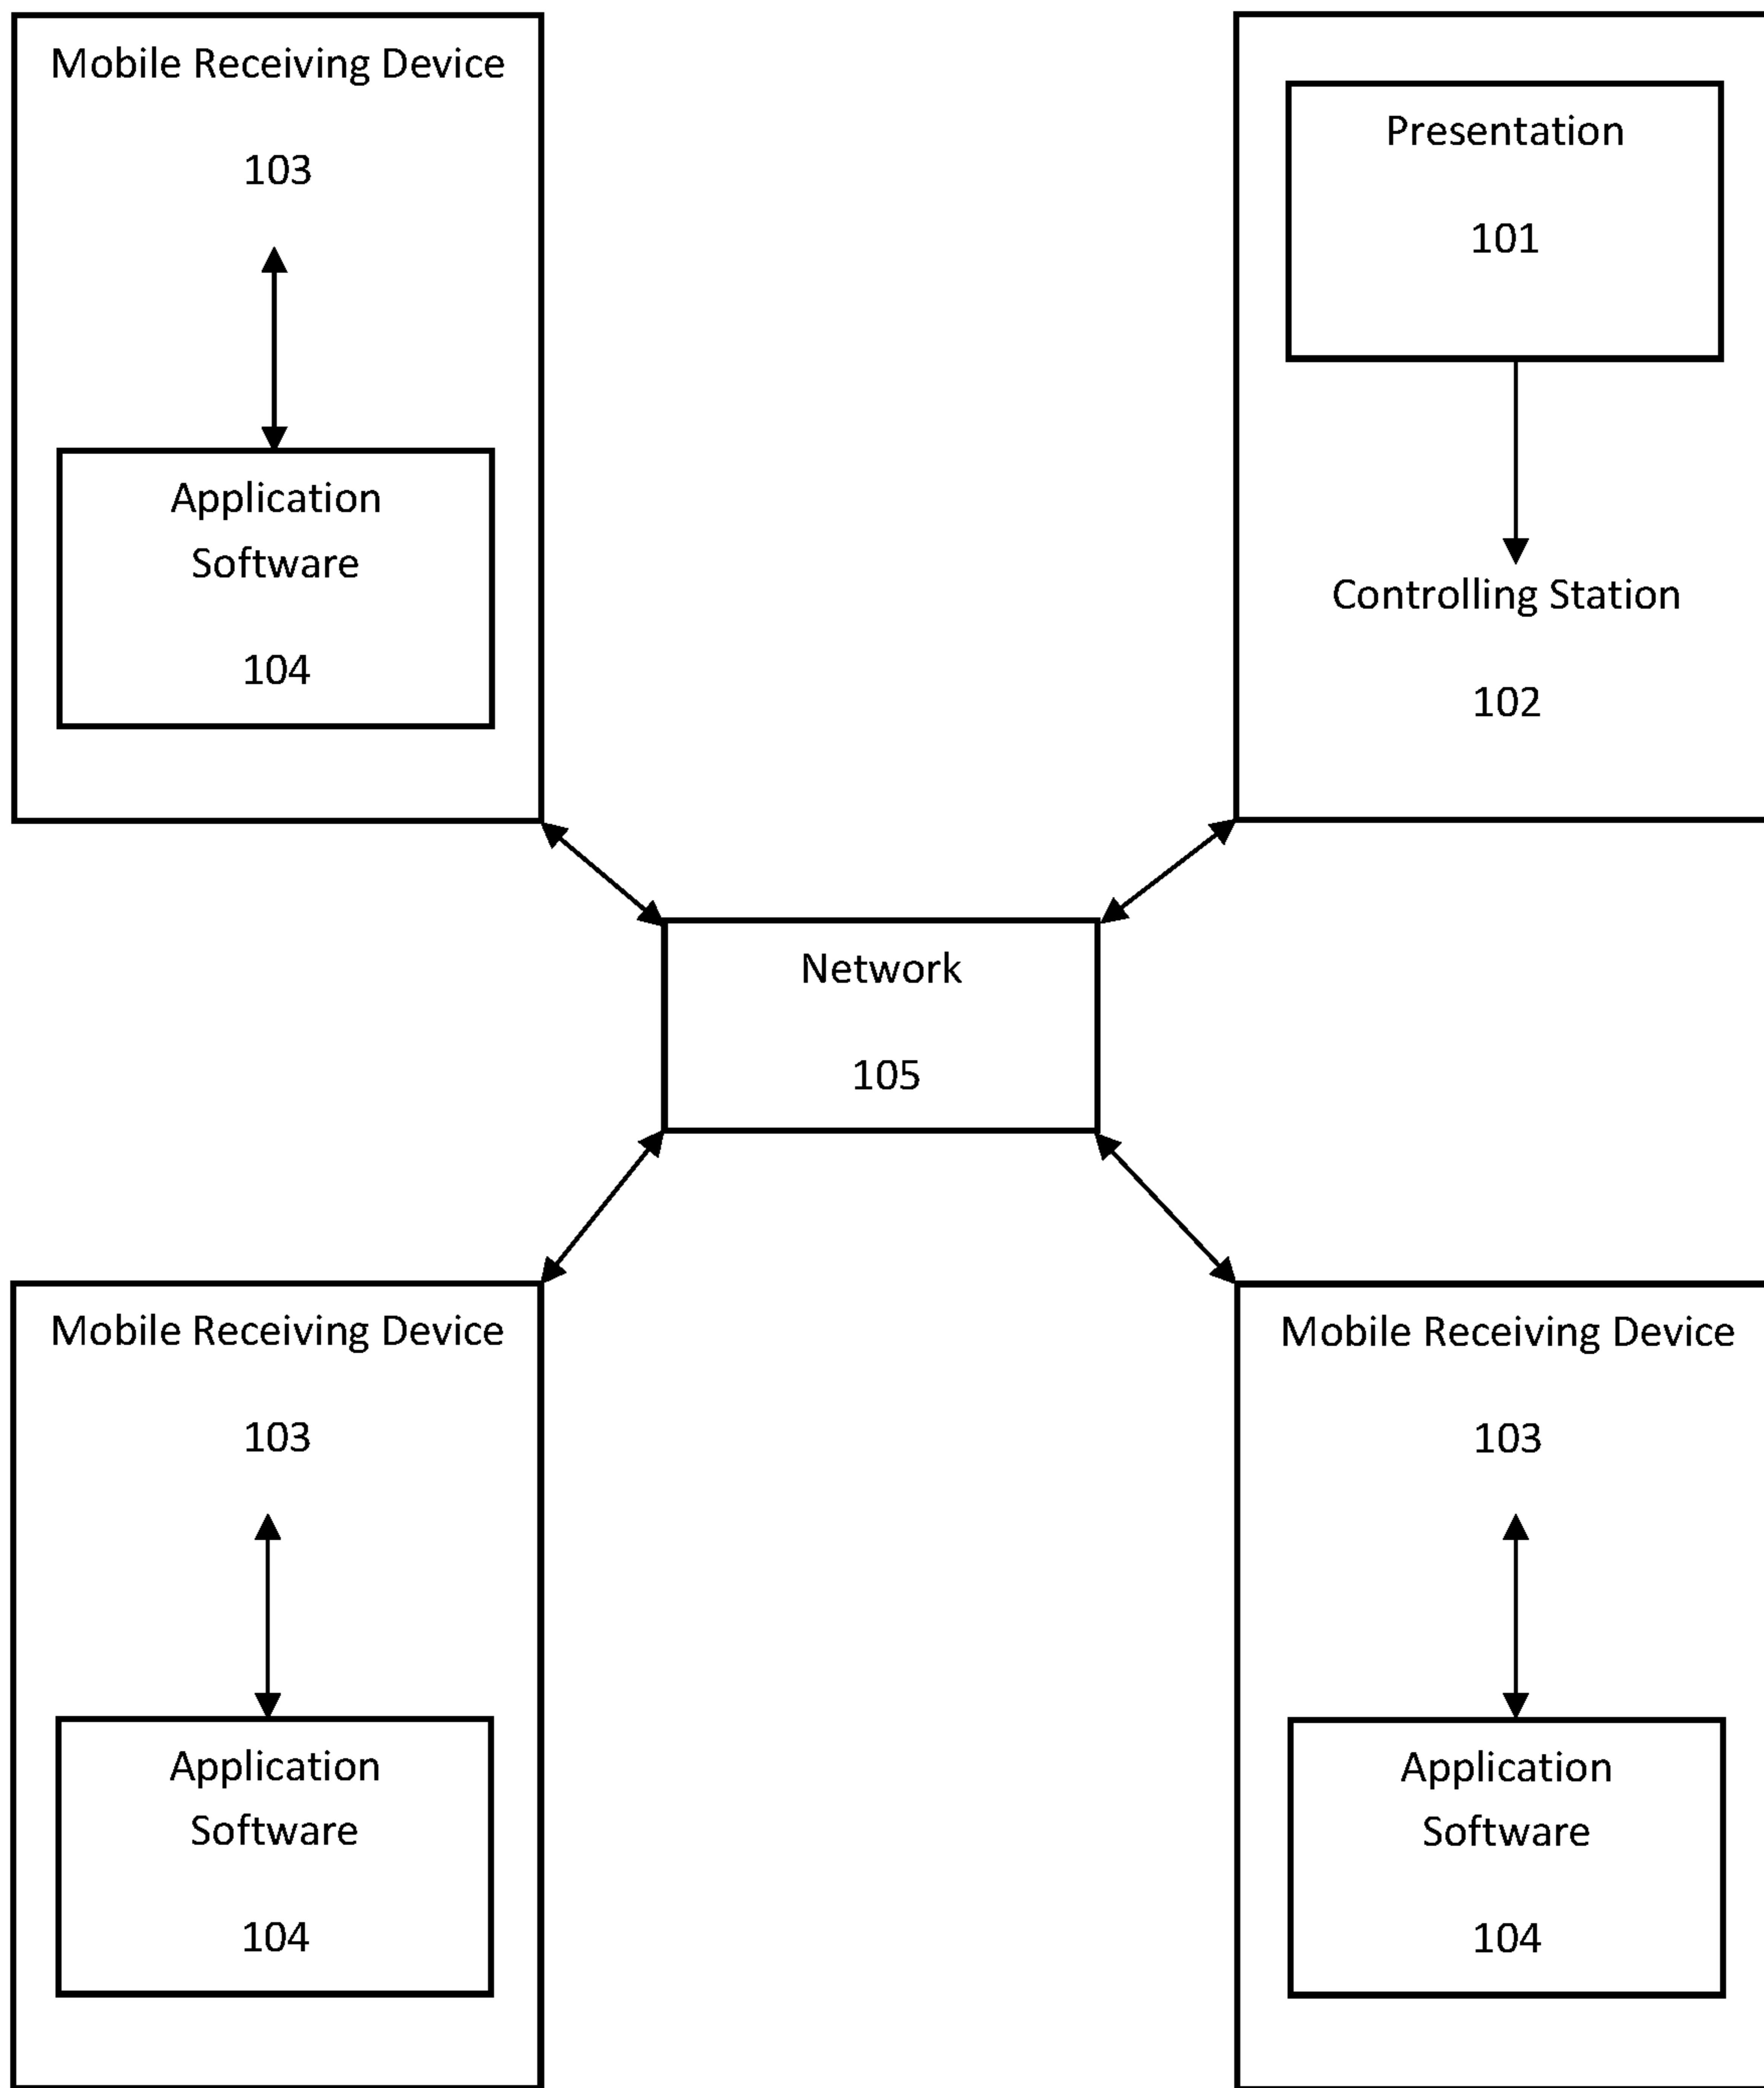 Mobile Receiving Device
103
Application
Software
104
Presentation
101
Controlling Station
102
Network
105
Mobile Receiving Device
103
Application
Software
104
Mobile Receiving Device
103
Application
Software
104